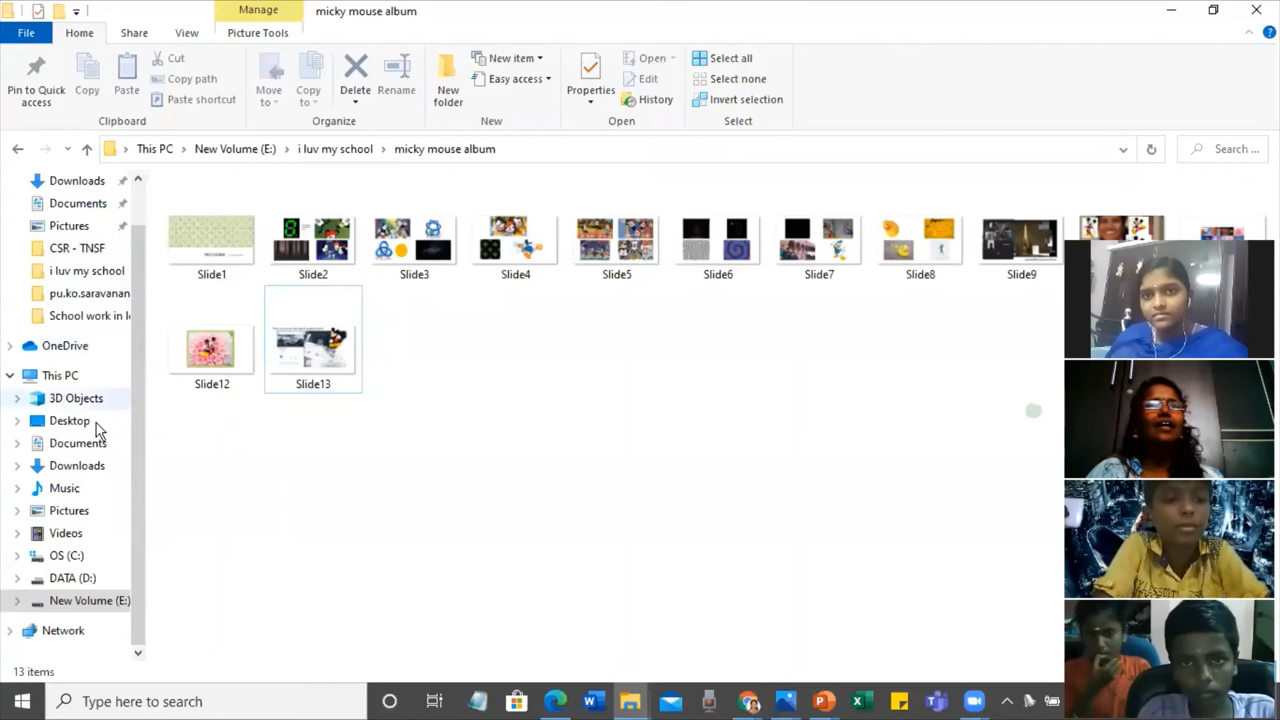 Manage
micky mouse album
File
Home
Share
View
Picture Tools
Pin to Quick access
Copy
Paste
Cut
Copy path
Paste shortcut
Clipboard
Move to
Copy to
Delete
Rename
Organize
New folder
New item
Easy access
New
Properties
Open
Edit
History
Open
Select all
Select none
Invert selection
Select
This PC
New Volume (E:)
i luv my school
micky mouse album
Search ...
Downloads
Documents
Pictures
CSR - TNSF
i luv my school
pu.ko.saravanan
School work in
OneDrive
This PC
3D Objects
Desktop
Documents
Downloads
Music
Pictures
Videos
OS (C:)
DATA (D:)
New Volume (E:)
Network
Slide1
Slide2
Slide3
Slide4
Slide5
Slide6
Slide7
Slide8
Slide9
Slide12
Slide13
13 items
Type here to search